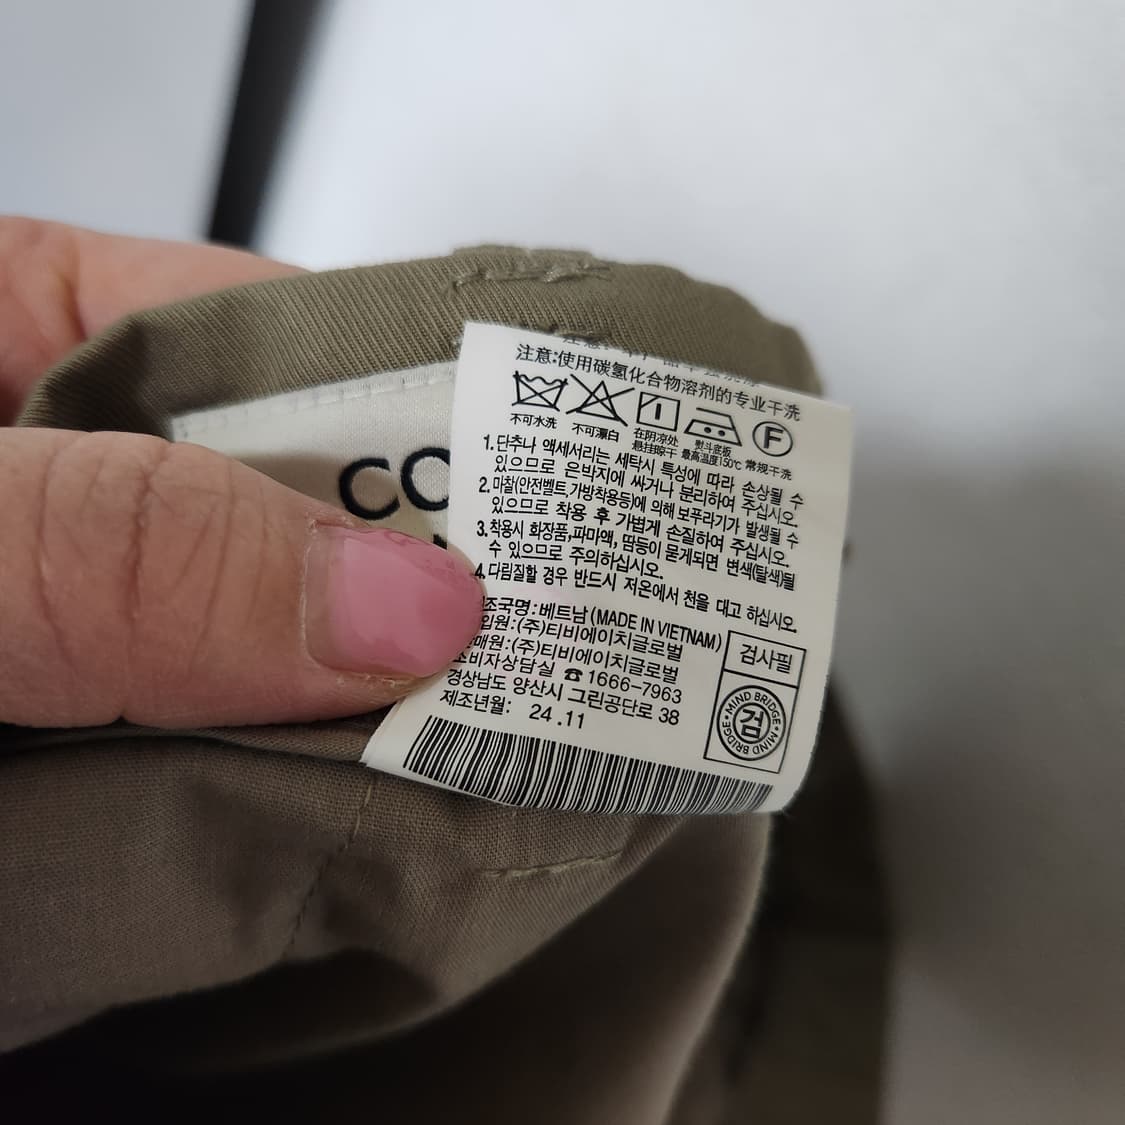 注意:使用碳氢化合物溶剂的专业干洗
不可水洗 不可漂白 在阴凉处悬挂晾干 熨斗底板最高温度150℃ 常规干洗
F
1.단추나 액세서리는 세탁시 특성에 따라 손상될 수
있으므로 은박지에 싸거나 분리하여 주십시오.
2.마찰(안전벨트,가방착용등)에 의해 보푸라기가 발생될 수
있으므로 착용 후 가볍게 손질하여 주십시오.
3.착용시 화장품,파마액, 땀등이 묻게되면 변색(탈색)될
수 있으므로 주의하십시오.
4.다림질할 경우 반드시 저온에서 천을 대고 하십시오.
조국명:베트남(MADE IN VIETNAM)
입원:(주)티비에이치글로벌
매원:(주)티비에이치글로벌
소비자상담실 ☎1666-7963
경상남도 양산시 그린공단로 38
제조년월: 24.11
검사필
MIND BRIDGE
검
MIND BRIDGE
CO